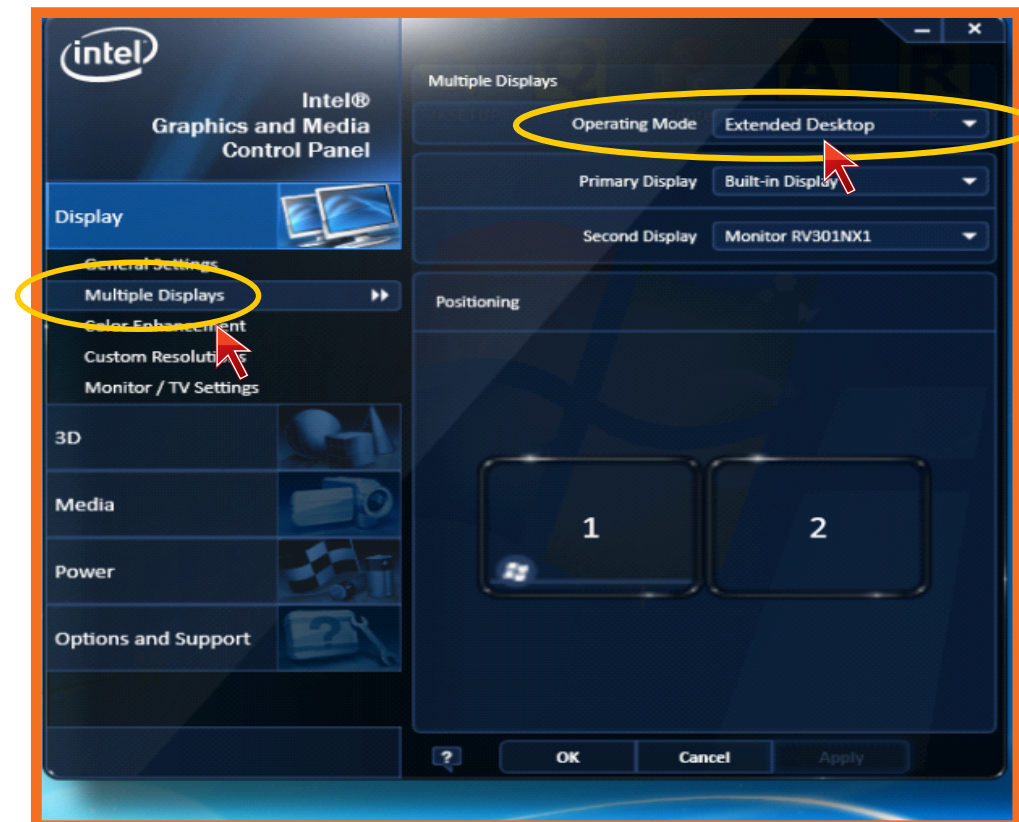 intel
Intel®
Graphics and Media
Control Panel
Display
General Settings
Multiple Displays
Color Enhancement
Custom Resolutions
Monitor / TV Settings
3D
Media
Power
Options and Support
Multiple Displays
Operating Mode Extended Desktop
Primary Display Built-in Display
Second Display Monitor RV301NX1
Positioning
1 2
? OK Cancel Apply